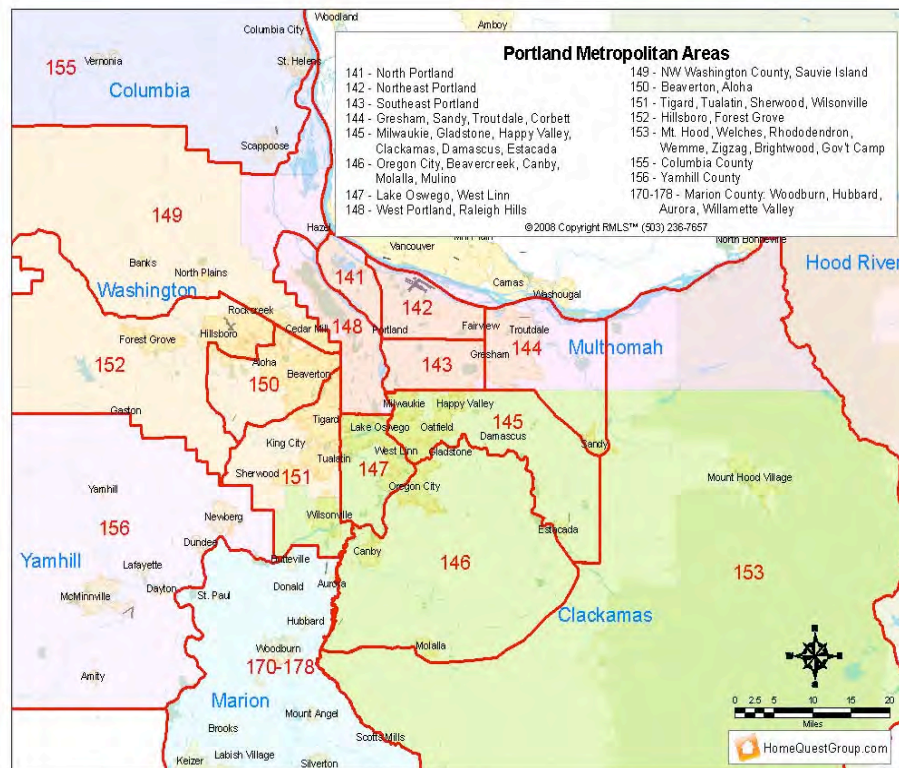 Woodland
Columbia City
Amboy
Vernonia
155
St. Helens
Columbia
Portland Metropolitan Areas
141 - North Portland
142 - Northeast Portland
143 - Southeast Portland
144 - Gresham, Sandy, Troutdale, Corbett
145 - Milwaukie, Gladstone, Happy Valley,
Clackamas, Damascus, Estacada
146 - Oregon City, Beavercreek, Canby,
Molalla, Mulino
147 - Lake Oswego, West Linn
148 - West Portland, Raleigh Hills
149 - NW Washington County, Sauvie Island
150 - Beaverton, Aloha
151 - Tigard, Tualatin, Sherwood, Wilsonville
152 - Hillsboro, Forest Grove
153 - Mt. Hood, Welches, Rhododendron,
Wemme, Zigzag, Brightwood, Gov't Camp
155 - Columbia County
156 - Yamhill County
170-178 - Marion County: Woodburn, Hubbard,
Aurora, Willamette Valley
©2008 Copyright RMLS™ (503) 236-7657
Scappoose
149
Hazel
Vancouver
North Bonneville
Banks
North Plains
141
Hood River
Washington
Camas
Washougal
142
Rockcreek
148
Hillsboro
Cedar Mill
Portland
Fairview
Troutdale
Forest Grove
144
Multnomah
152
Aloha
143
Gresham
150
Beaverton
Gaston
Milwaukie
Happy Valley
Tigard
145
Lake Oswego
Oatfield
King City
Damascus
Sandy
West Linn
Gladstone
Tualatin
147
Sherwood
151
Mount Hood Village
Yamhill
Oregon City
Wilsonville
Newberg
156
Estacada
Dundee
Canby
Yamhill
Butteville
146
153
Lafayette
Donald
Aurora
Dayton
St. Paul
McMinnville
Clackamas
Hubbard
Woodburn
Molalla
170-178
Amity
Marion
0 2.5 5 10 15 20
Miles
Mount Angel
Brooks
Scotts Mills
Labish Village
Keizer
Silverton
HomeQuestGroup.com